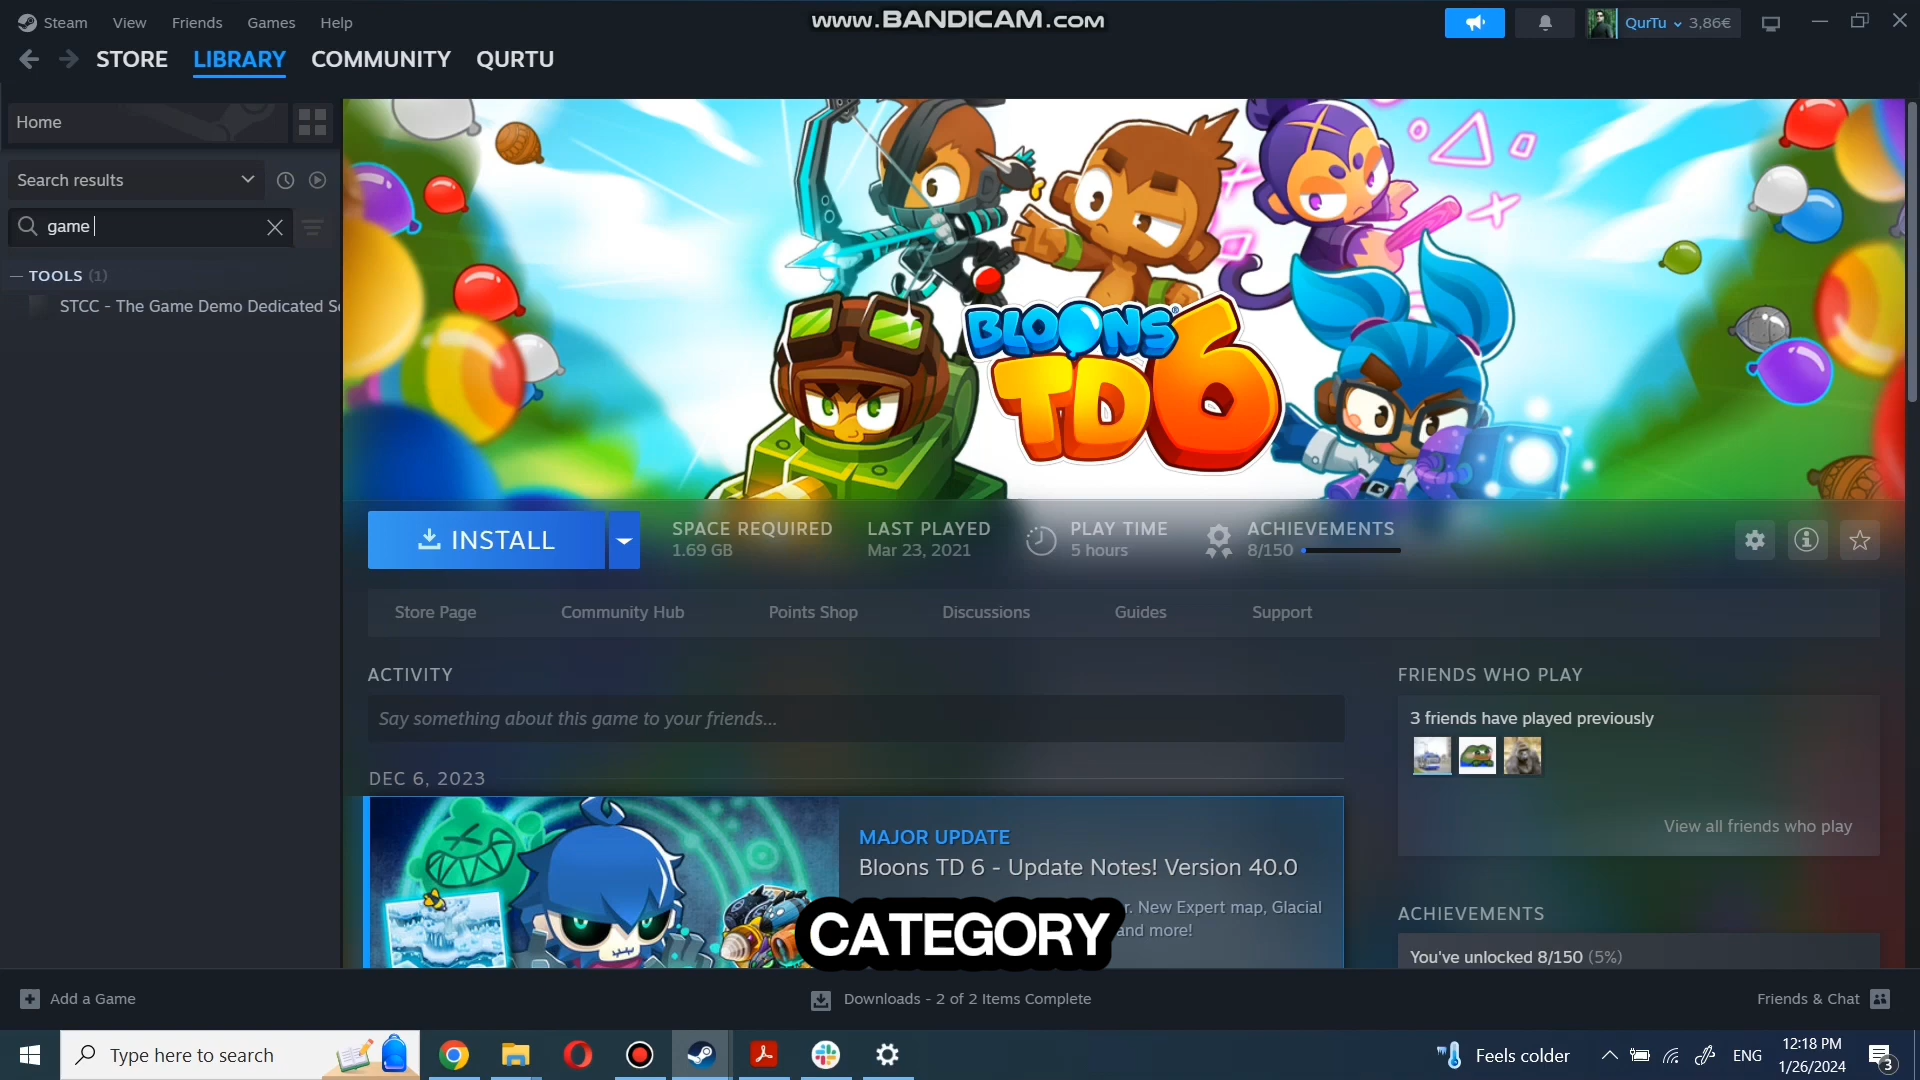 Steam View Friends Games Help
www.BANDICAM.com
QurTu 3,86€
STORE LIBRARY COMMUNITY QURTU
Home
Search results
game
TOOLS (1)
STCC - The Game Demo Dedicated Se
BLOONS
TD6
INSTALL
SPACE REQUIRED
1.69 GB
LAST PLAYED
Mar 23, 2021
PLAY TIME
5 hours
ACHIEVEMENTS
8/150
Store Page Community Hub Points Shop Discussions Guides Support
ACTIVITY
Say something about this game to your friends...
DEC 6, 2023
MAJOR UPDATE
Bloons TD 6 - Update Notes! Version 40.0
r. New Expert map, Glacial
and more!
CATEGORY
FRIENDS WHO PLAY
3 friends have played previously
View all friends who play
ACHIEVEMENTS
You've unlocked 8/150 (5%)
Add a Game
Downloads - 2 of 2 Items Complete
Friends & Chat
Type here to search
Feels colder
ENG
12:18 PM
1/26/2024
3